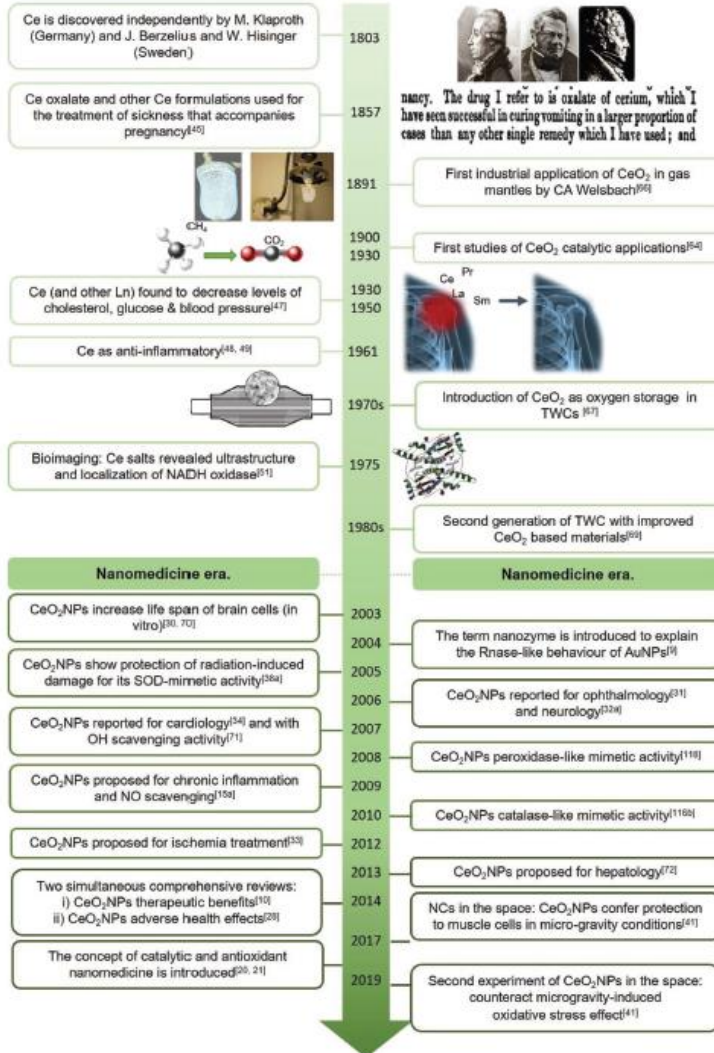 Ce is discovered independently by M. Klaproth
(Germany) and J. Berzelius and W. Hisinger
(Sweden)
1803
nancy. The drug I refer to is oxalate of cerium, which I
have seen successful in curing vomiting in a larger proportion of
cases than any other single remedy which I have used; and
Ce oxalate and other Ce formulations used for
the treatment of sickness that accompanies
pregnancy[45]
1857
1891
First industrial application of CeO2 in gas
mantles by CA Welsbach[66]
CH4
CO2
1900
1930
First studies of CeO2 catalytic applications[64]
Ce (and other Ln) found to decrease levels of
cholesterol, glucose & blood pressure[47]
1930
1950
Ce
Pr
La
Sm
Ce as anti-inflammatory[48, 49]
1961
1970s
Introduction of CeO2 as oxygen storage in
TWCs [67]
Bioimaging: Ce salts revealed ultrastructure
and localization of NADH oxidase[51]
1975
1980s
Second generation of TWC with improved
CeO2 based materials[69]
Nanomedicine era.
Nanomedicine era.
CeO2NPs increase life span of brain cells (in
vitro)[30, 70]
2003
2004
The term nanozyme is introduced to explain
the Rnase-like behaviour of AuNPs[9]
CeO2NPs show protection of radiation-induced
damage for its SOD-mimetic activity[38a]
2005
2006
CeO2NPs reported for ophthalmology[31]
and neurology[32a]
CeO2NPs reported for cardiology[34] and with
OH scavenging activity[71]
2007
2008
CeO2NPs peroxidase-like mimetic activity
CeO2NPs proposed for chronic inflammation
and NO scavenging[15a]
2009
2010
CeO2NPs catalase-like mimetic activity[116b]
CeO2NPs proposed for ischemia treatment[33]
2012
2013
CeO2NPs proposed for hepatology[72]
Two simultaneous comprehensive reviews:
i) CeO2NPs therapeutic benefits[10]
ii) CeO2NPs adverse health effects[28]
2014
NCs in the space: CeO2NPs confer protection
to muscle cells in micro-gravity conditions[41]
2017
The concept of catalytic and antioxidant
nanomedicine is introduced[20, 21]
2019
Second experiment of CeO2NPs in the space:
counteract microgravity-induced
oxidative stress effect[41]